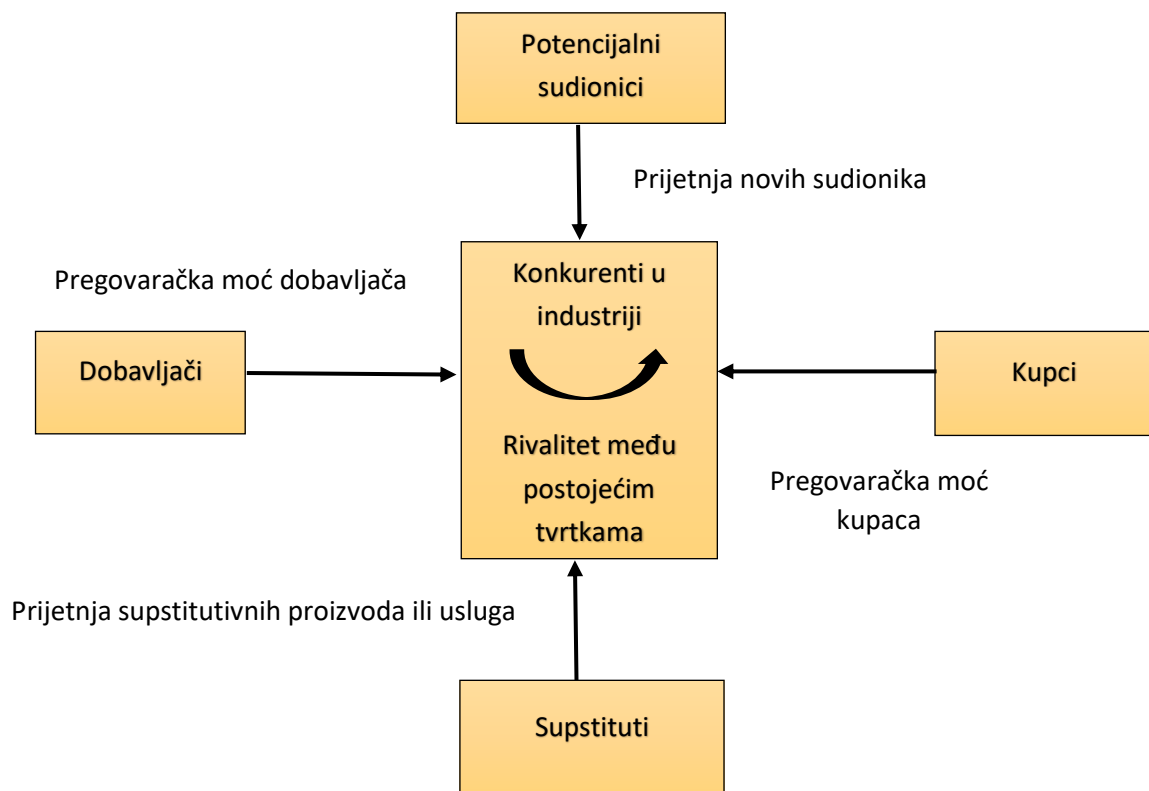 Potencijalni
sudionici
Prijetnja novih sudionika
Pregovaračka moć dobavljača
Konkurenti u
industriji
Dobavljači
Kupci
Rivalitet među
postojećim
tvrtkama
Pregovaračka moć
kupaca
Prijetnja supstitutivnih proizvoda ili usluga
Supstituti